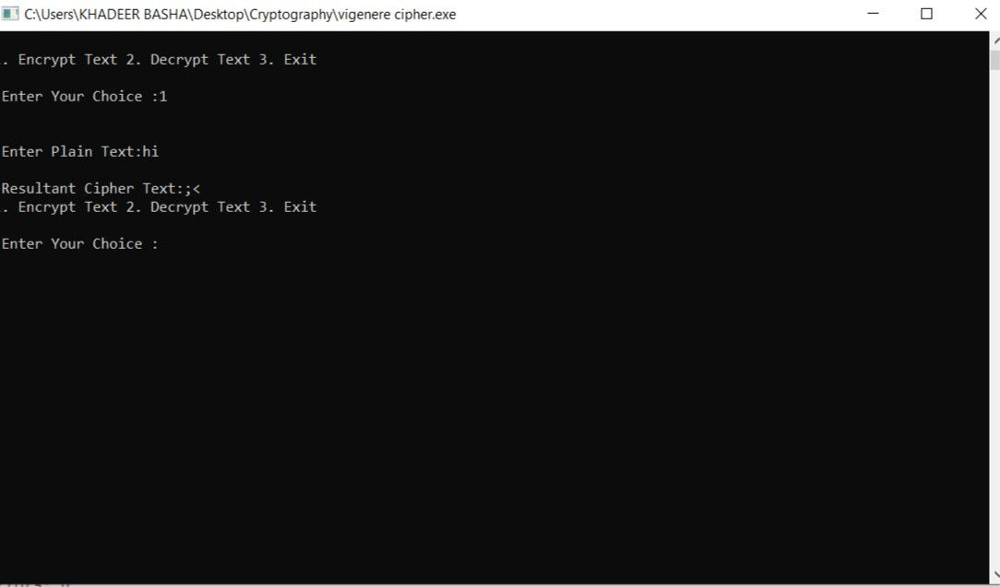 C:\Users\KHADEER BASHA\Desktop\Cryptography\vigenere cipher.exe
. Encrypt Text 2. Decrypt Text 3. Exit
Enter Your Choice :1
Enter Plain Text:hi
Resultant Cipher Text:;<
. Encrypt Text 2. Decrypt Text 3. Exit
Enter Your Choice :